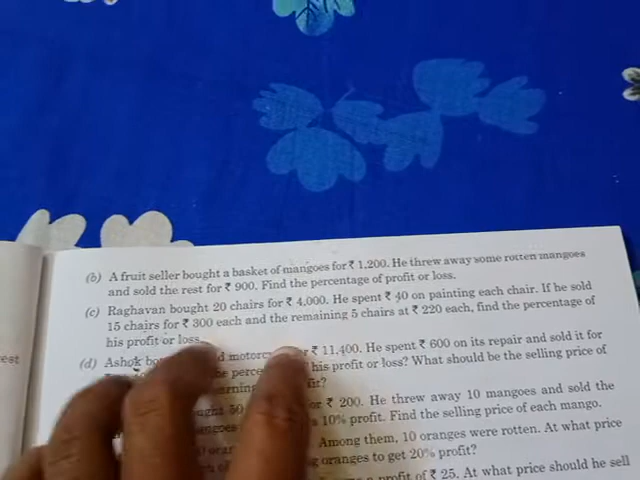 (b) A fruit seller bought a basket of mangoes for ₹ 1,200. He threw away some rotten mangoes
and sold the rest for ₹ 900. Find the percentage of profit or loss.
(c) Raghavan bought 20 chairs for ₹ 4,000. He spent ₹ 40 on painting each chair. If he sold
15 chairs for ₹ 300 each and the remaining 5 chairs at ₹ 220 each, find the percentage of
his profit or loss.
est
(d) Ashok ₹ 11,400. He spent ₹ 600 on its repair and sold it for
his profit or loss? What should be the selling price of
50 for ₹ 200. He threw away 10 mangoes and sold the
a 10% profit. Find the selling price of each mango.
Among them, 10 oranges were rotten. At what price
oranges to get 20% profit?
profit of ₹ 25. At what price should he sell